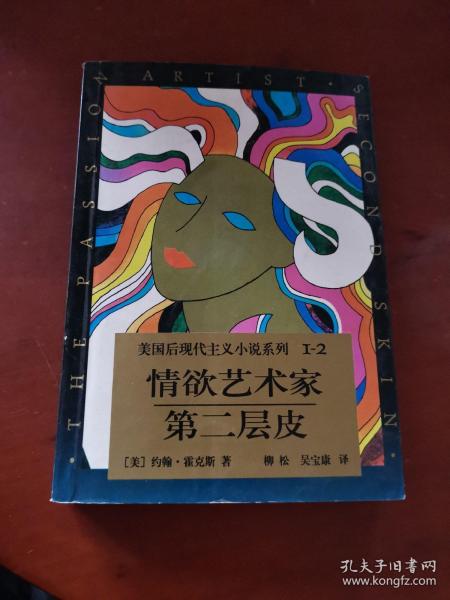 · THE PASSION ARTIST · SECOND SKIN ·
美国后现代主义小说系列 I-2
情欲艺术家
第二层皮
[美] 约翰·霍克斯 著 柳松 吴宝康 译
孔夫子旧书网
www.kongfz.com